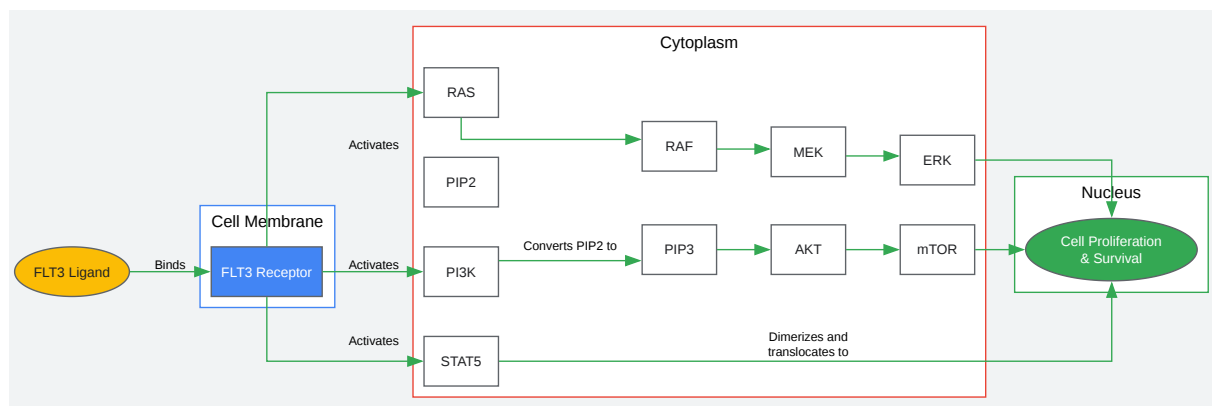 Cytoplasm
RAS
Activates
RAF
MEK
ERK
PIP2
Nucleus
Cell Membrane
FLT3 Ligand
Binds
FLT3 Receptor
Activates
PI3K
Converts PIP2 to
PIP3
AKT
mTOR
Cell Proliferation
& Survival
Activates
STAT5
Dimerizes and
translocates to